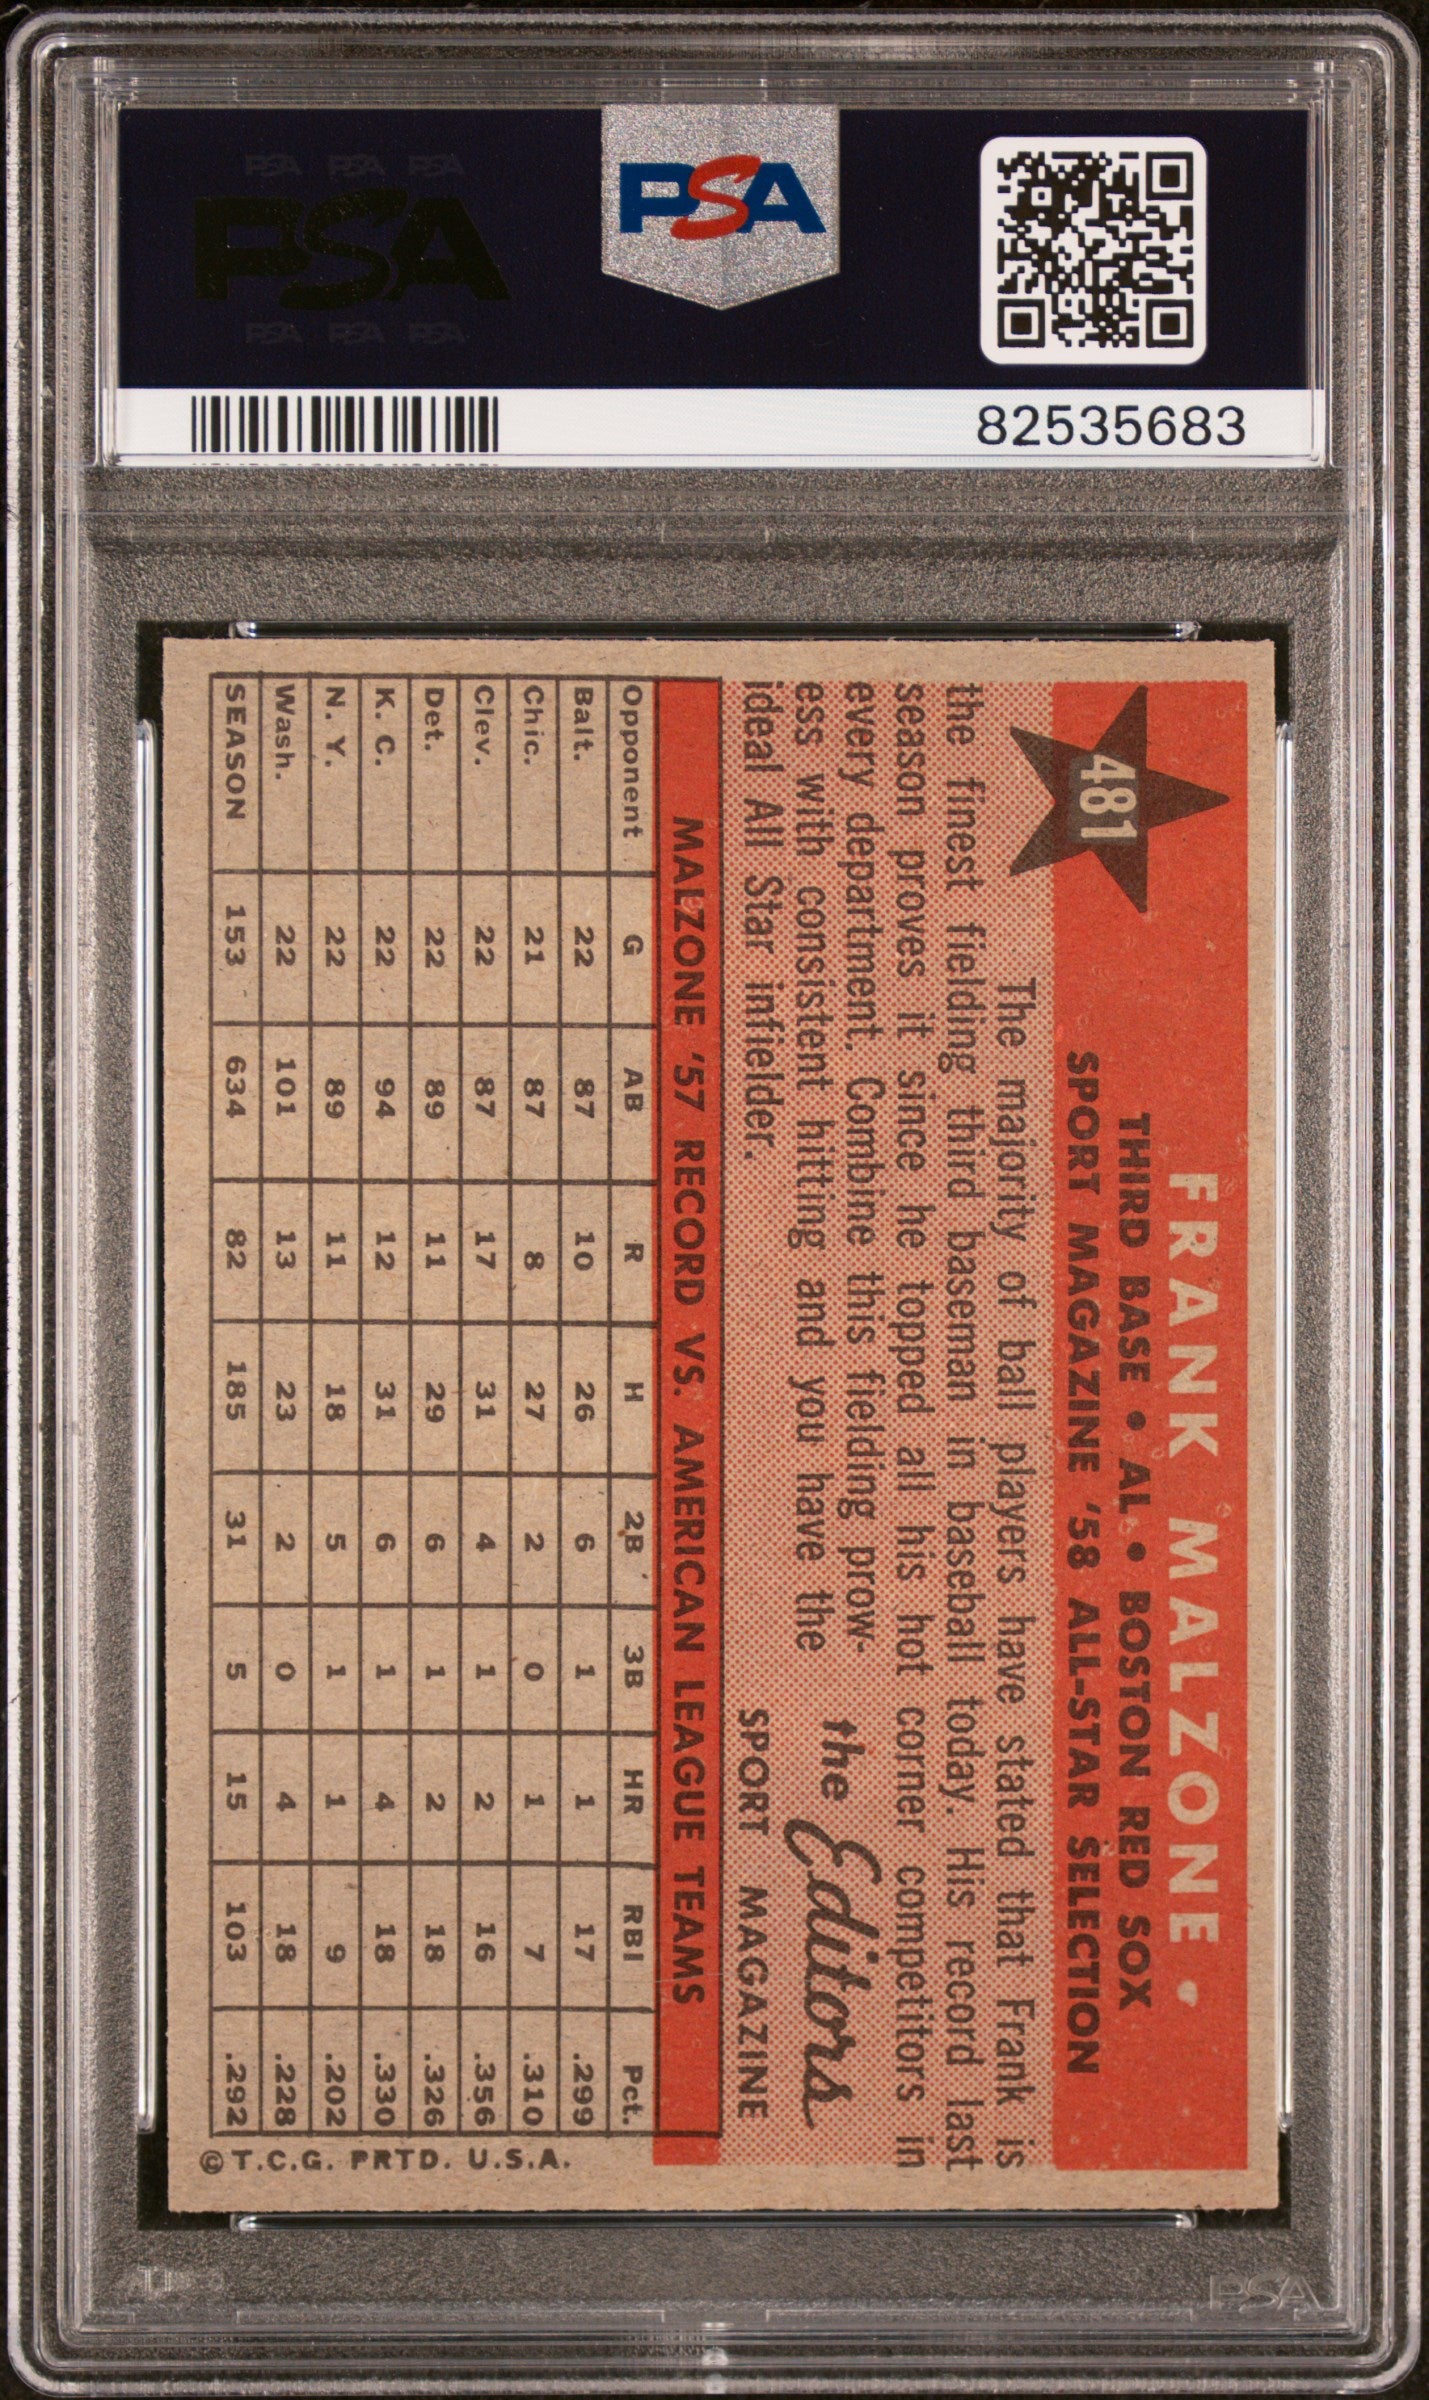 PSA PSA PSA
PSA
PSA PSA PSA
PSA
82535683
481
FRANK MALZONE •
THIRD BASE • AL • BOSTON RED SOX
SPORT MAGAZINE '58 ALL-STAR SELECTION
The majority of ball players have stated that Frank is
the finest fielding third baseman in baseball today. His record last
season proves it since he topped all his hot corner competitors in
every department. Combine this fielding prow-
ess with consistent hitting and you have the
ideal All Star infielder.
the Editors
SPORT MAGAZINE
MALZONE '57 RECORD VS. AMERICAN LEAGUE TEAMS
Opponent G AB R H 2B 3B HR RBI Pct.
Balt. 22 87 10 26 6 1 1 17 .299
Chic. 21 87 8 27 2 0 1 7 .310
Clev. 22 87 17 31 4 1 2 16 .356
Det. 22 89 11 29 6 1 2 18 .326
K. C. 22 94 12 31 6 1 4 18 .330
N. Y. 22 89 11 18 5 1 1 9 .202
Wash. 22 101 13 23 2 0 4 18 .228
SEASON 153 634 82 185 31 5 15 103 .292
© T.C.G. PRTD. U.S.A.
PSA